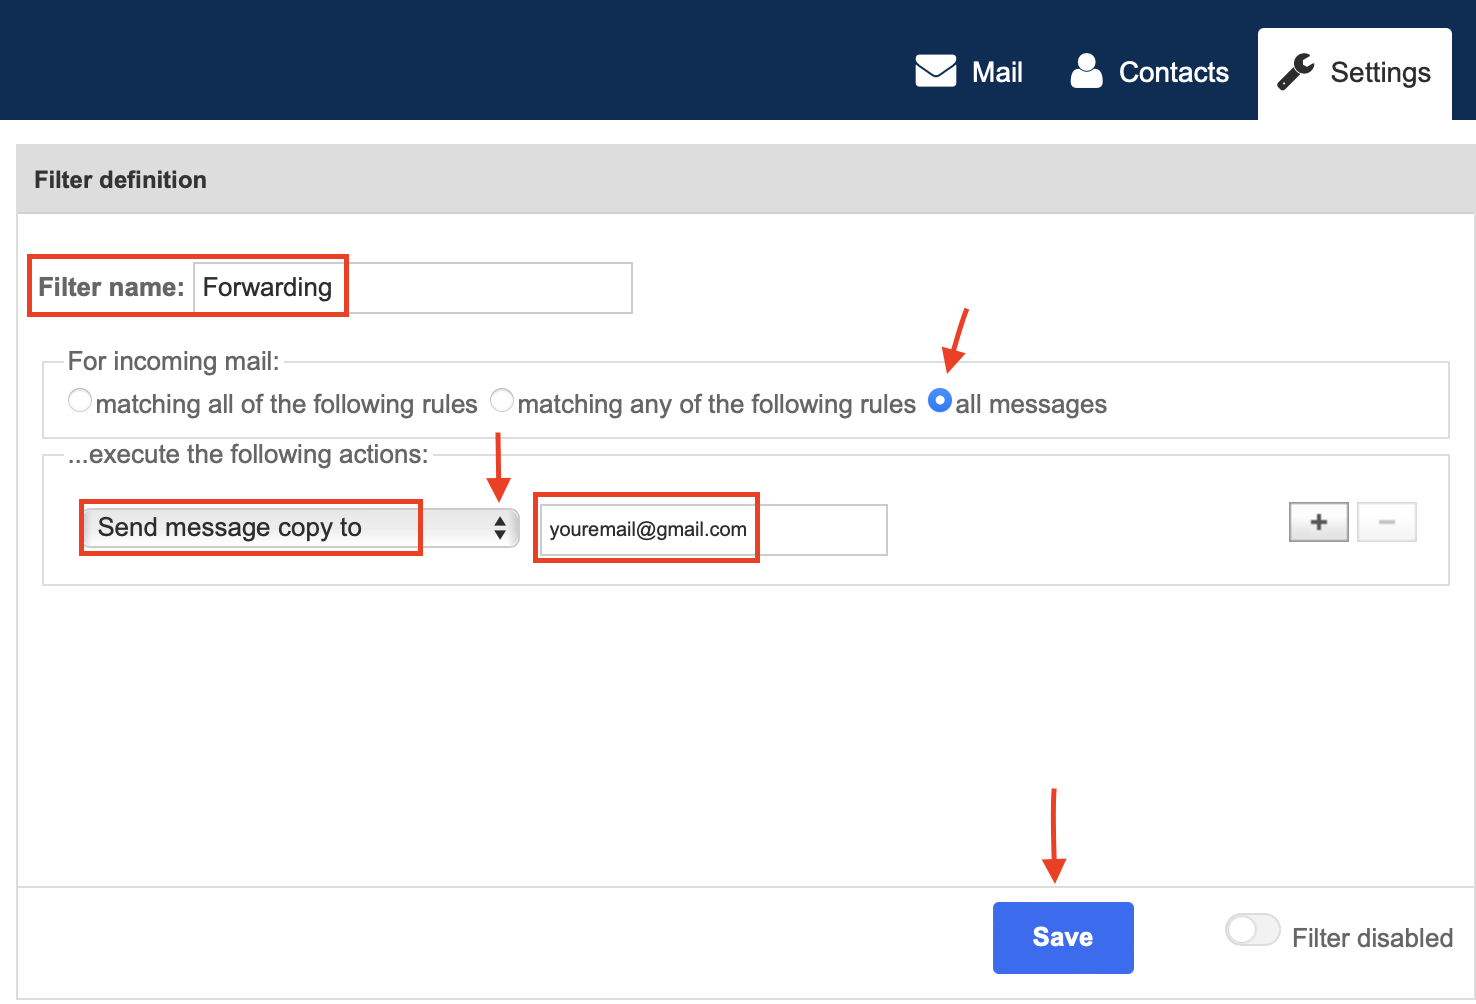 Mail Contacts Settings
Filter definition
Filter name: Forwarding
For incoming mail:
matching all of the following rules matching any of the following rules all messages
...execute the following actions:
Send message copy to youremail@gmail.com + −
Save Filter disabled